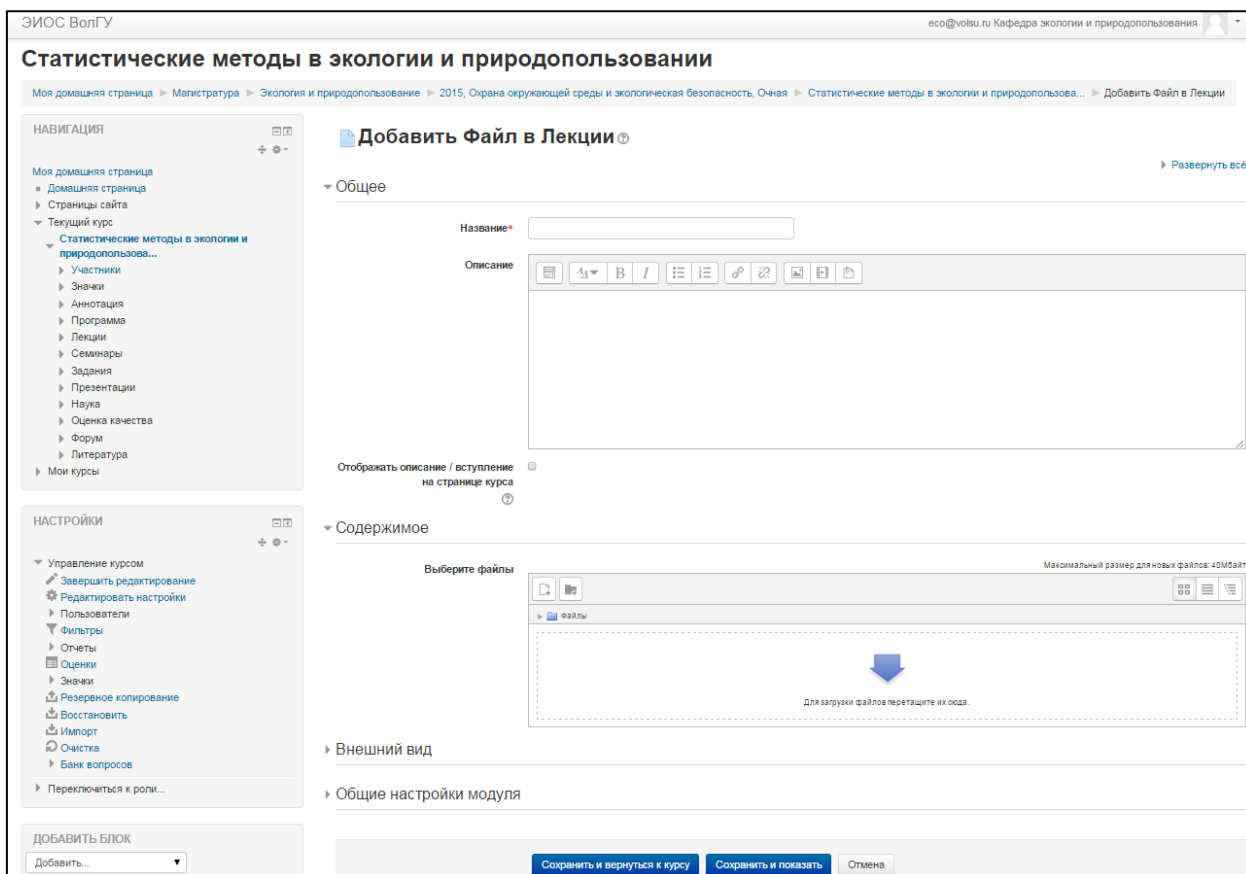 ЭИОС ВолГУ
eco@volsu.ru Кафедра экологии и природопользования
Статистические методы в экологии и природопользовании
Моя домашняя страница ▶ Магистратура ▶ Экология и природопользование ▶ 2015, Охрана окружающей среды и экологическая безопасность, Очная ▶ Статистические методы в экологии и природопользова... ▶ Добавить Файл в Лекции
НАВИГАЦИЯ
Моя домашняя страница
Домашняя страница
Страницы сайта
Текущий курс
Статистические методы в экологии и
природопользова...
Участники
Значки
Аннотация
Программа
Лекции
Семинары
Задания
Презентации
Наука
Оценка качества
Форум
Литература
Мои курсы
НАСТРОЙКИ
Управление курсом
Завершить редактирование
Редактировать настройки
Пользователи
Фильтры
Отчеты
Оценки
Значки
Резервное копирование
Восстановить
Импорт
Очистка
Банк вопросов
Переключиться к роли...
ДОБАВИТЬ БЛОК
Добавить...
Добавить Файл в Лекции
Развернуть всё
Общее
Название*
Описание
B I
Отображать описание / вступление
на странице курса
Содержимое
Выберите файлы
Максимальный размер для новых файлов: 40Мбайт
Файлы
Для загрузки файлов перетащите их сюда.
Внешний вид
Общие настройки модуля
Сохранить и вернуться к курсу
Сохранить и показать
Отмена